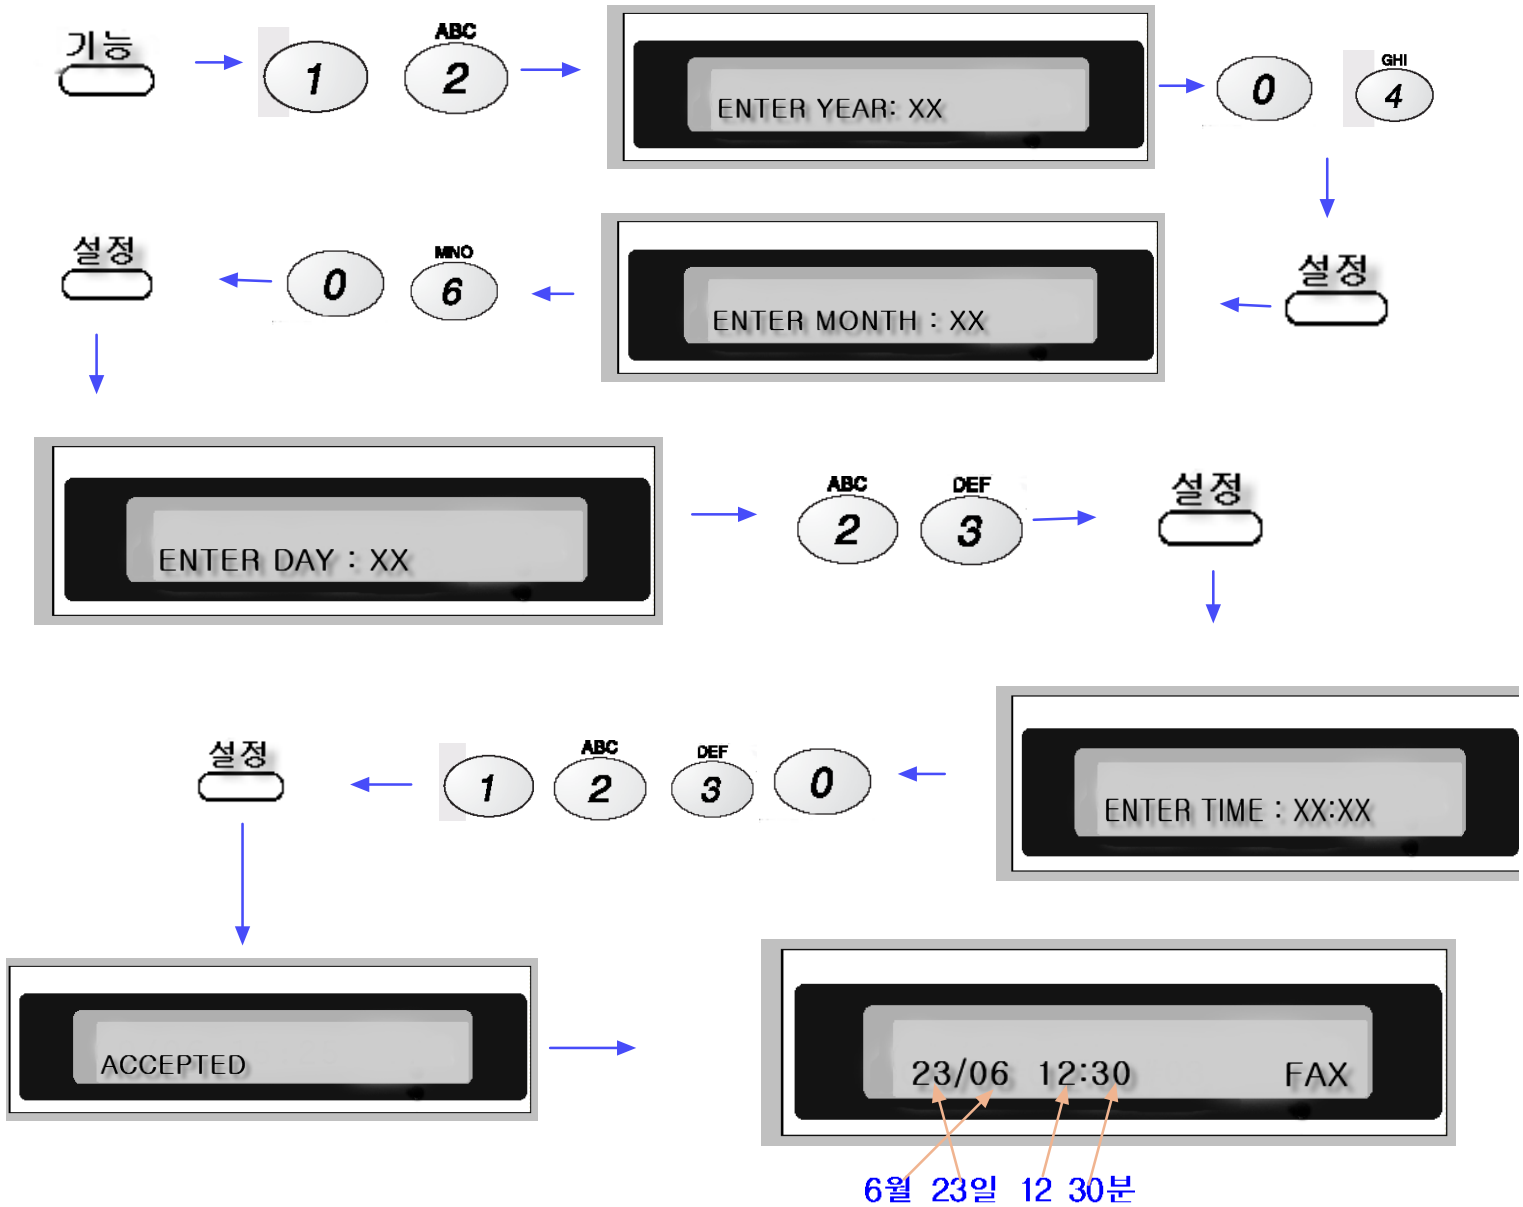 기능
1
ABC
2
ENTER YEAR: XX
0
GHI
4
설정
ENTER MONTH : XX
MNO
6
0
설정
ENTER DAY : XX
ABC
2
DEF
3
설정
ENTER TIME : XX:XX
1
ABC
2
DEF
3
0
설정
ACCEPTED
23/06 12:30 FAX
6월 23일 12 30분